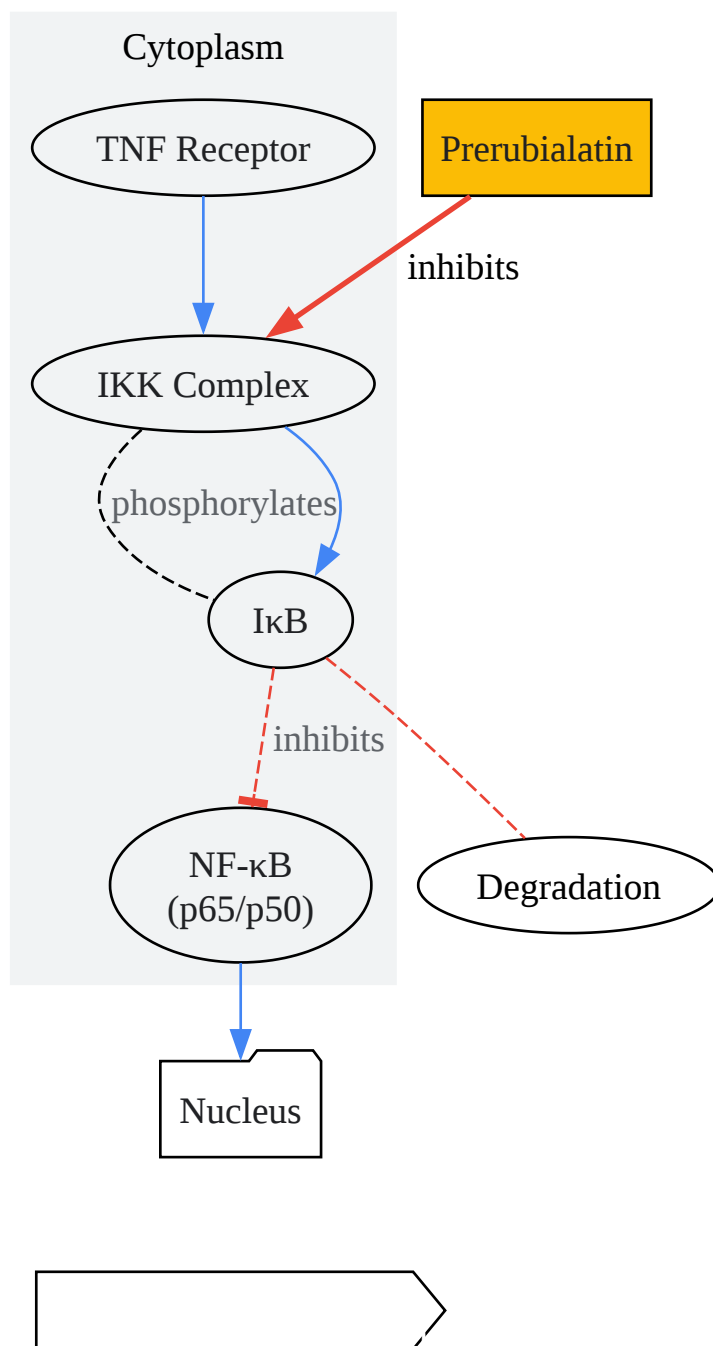 Cytoplasm
TNF Receptor
Prerubialatin
inhibits
IKK Complex
phosphorylates
IκB
inhibits
NF-κB
(p65/p50)
Degradation
Nucleus